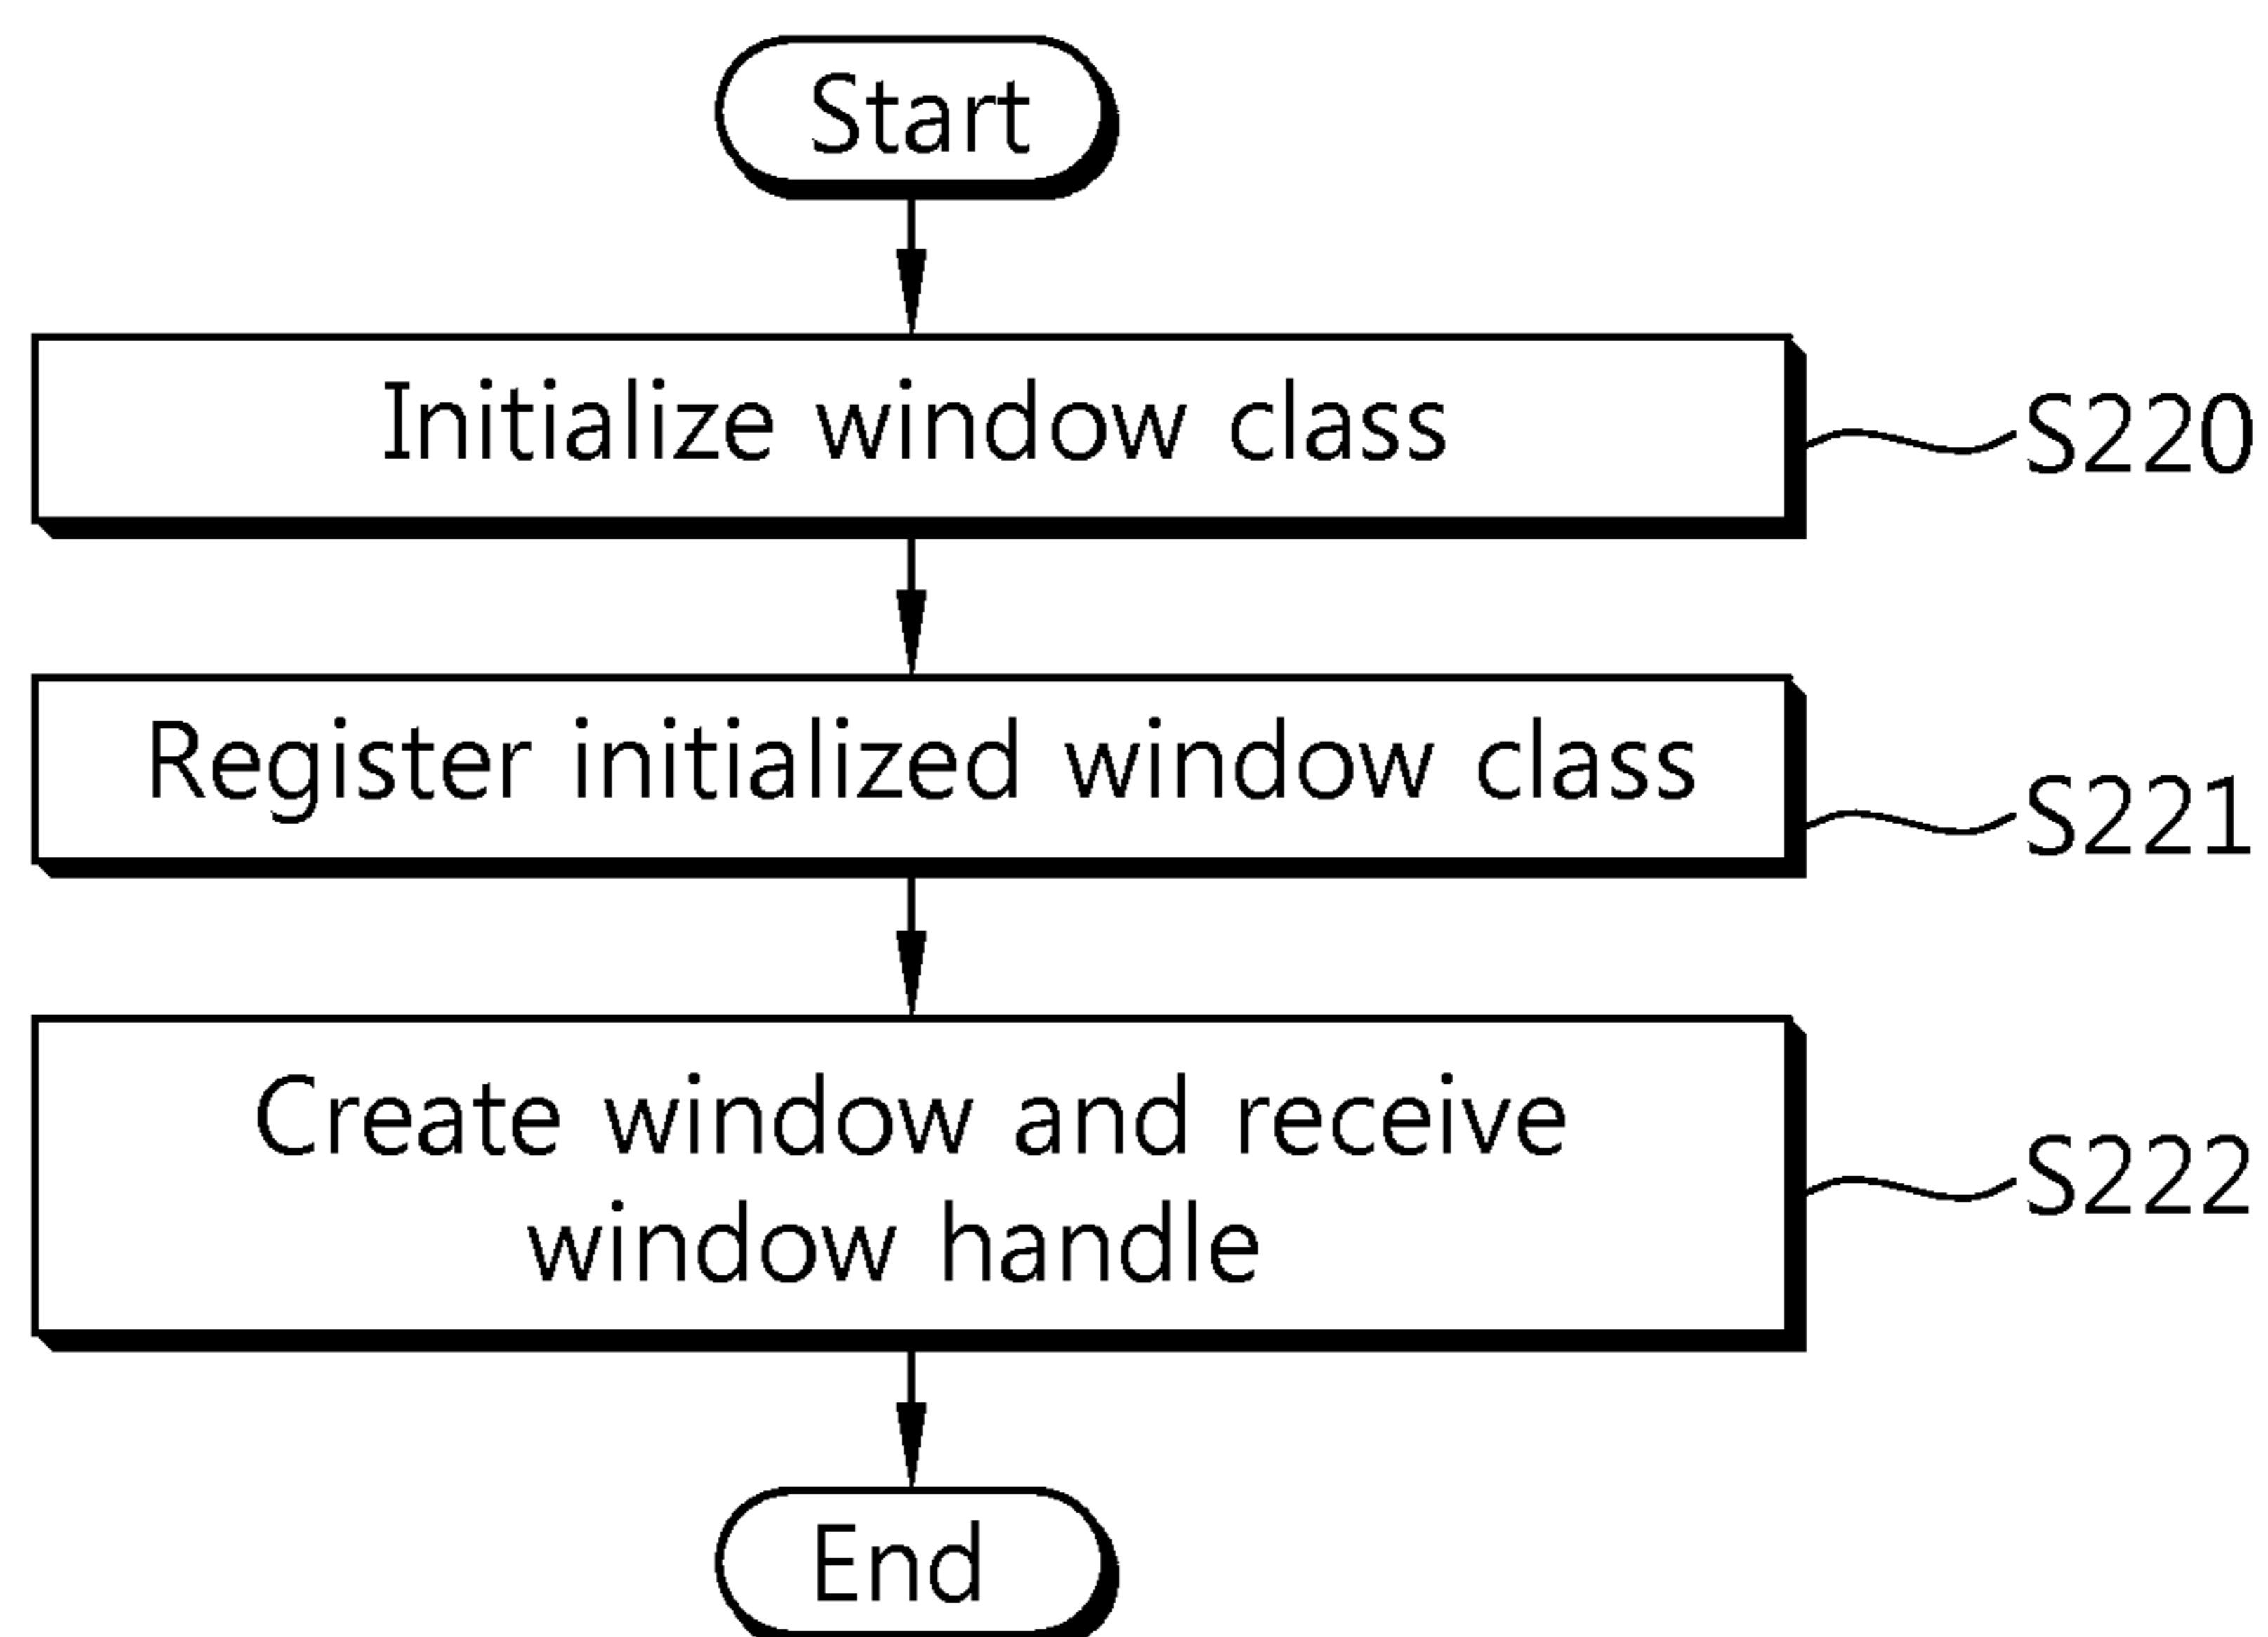 Start
Initialize window class
S220
Register initialized window class
S221
Create window and receive
window handle
S222
End